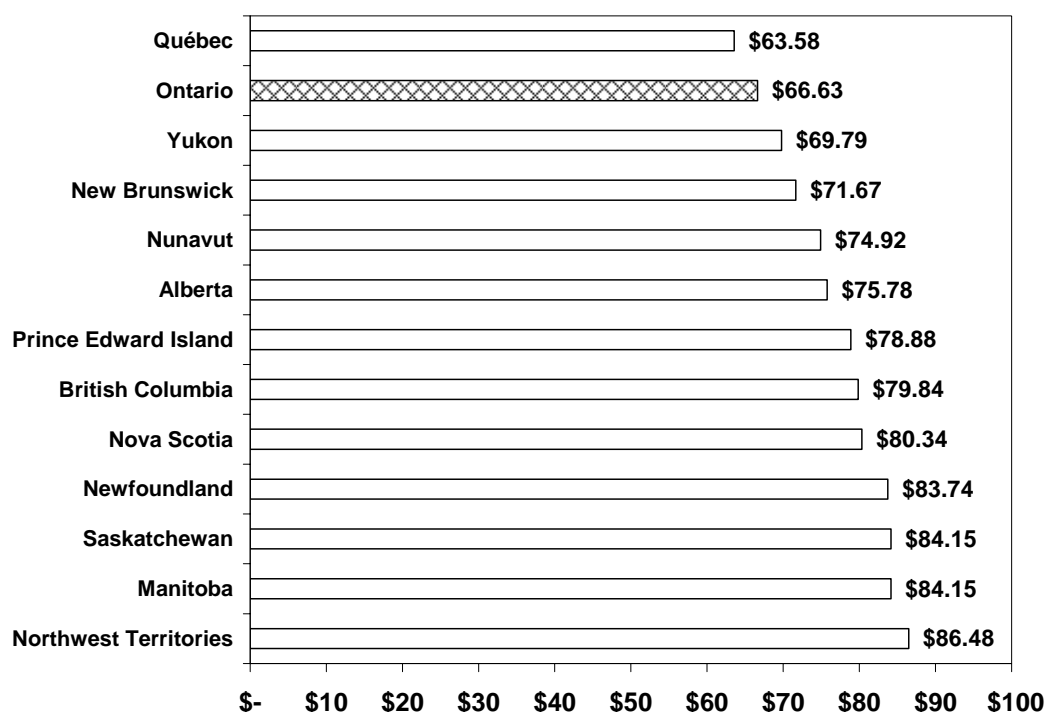 Québec $63.58
Ontario $66.63
Yukon $69.79
New Brunswick $71.67
Nunavut $74.92
Alberta $75.78
Prince Edward Island $78.88
British Columbia $79.84
Nova Scotia $80.34
Newfoundland $83.74
Saskatchewan $84.15
Manitoba $84.15
Northwest Territories $86.48
$- $10 $20 $30 $40 $50 $60 $70 $80 $90 $100